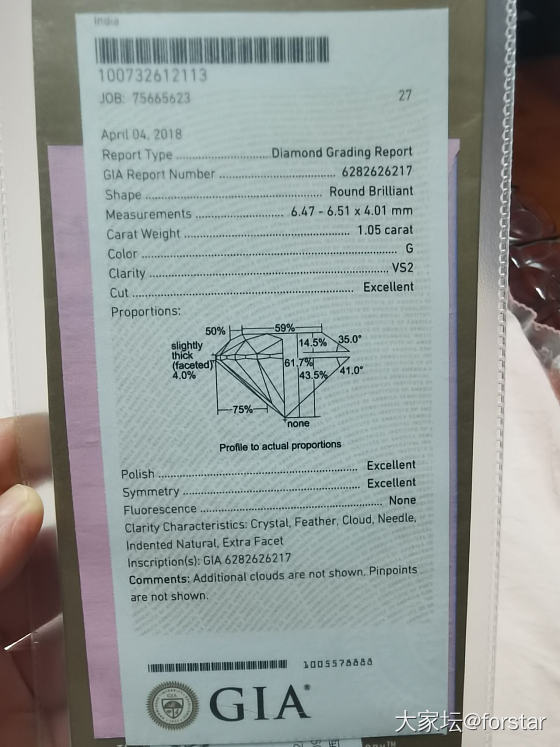 India
100732612113
JOB: 75665623 27
April 04, 2018
Report Type Diamond Grading Report
GIA Report Number 6282626217
Shape Round Brilliant
Measurements 6.47 - 6.51 x 4.01 mm
Carat Weight 1.05 carat
Color G
Clarity VS2
Cut Excellent
Proportions:
50% 59%
slightly
thick
(faceted)
4.0%
14.5% 35.0°
61.7%
43.5% 41.0°
75%
none
Profile to actual proportions
Polish Excellent
Symmetry Excellent
Fluorescence None
Clarity Characteristics: Crystal, Feather, Cloud, Needle,
Indented Natural, Extra Facet
Inscription(s): GIA 6282626217
Comments: Additional clouds are not shown. Pinpoints
are not shown.
1005578888
GIA®
大家坛@forstar